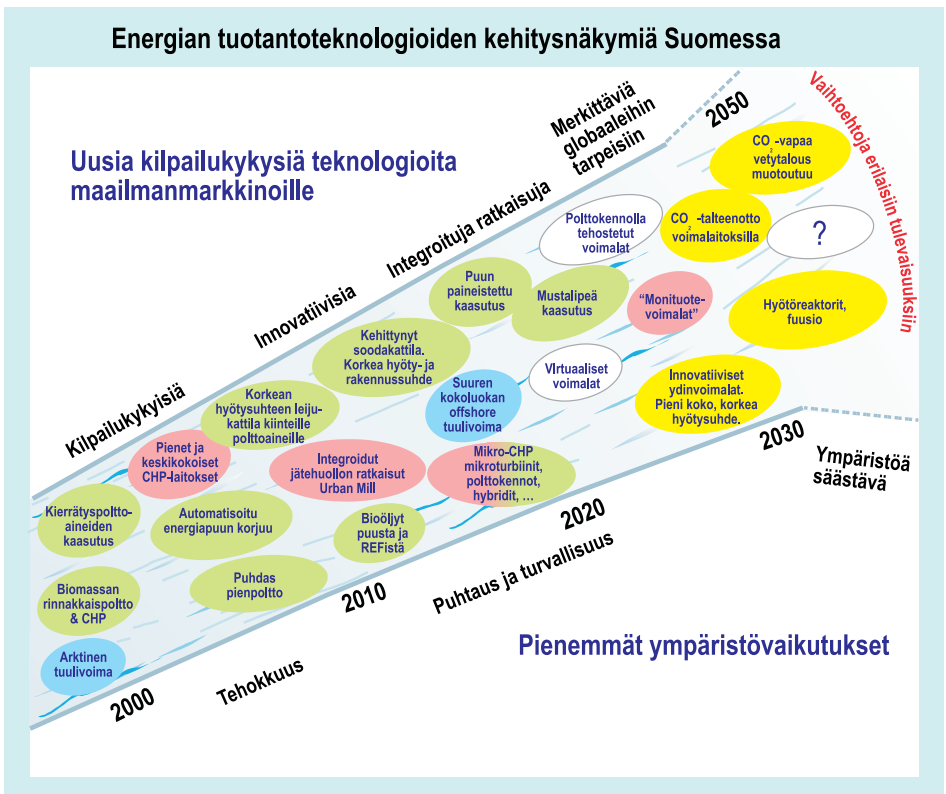 Energian tuotantoteknologioiden kehitysnäkymiä Suomessa
Uusia kilpailukykysiä teknologioita
maailmanmarkkinoille
Kilpailukykyisiä
Innovatiivisia
Integroituja ratkaisuja
Merkittäviä
globaaleihin
tarpeisiin
2050
Vaihtoehtoja erilaisiin tulevaisuuksiin
CO2-vapaa
vetytalous
muotoutuu
Polttokennolla
tehostetut
voimalat
CO2-talteenotto
voimalaitoksilla
?
Puun
paineistettu
kaasutus
Mustalipeä
kaasutus
"Monituote-
voimalat"
Hyötöreaktorit,
fuusio
Kehittynyt
soodakattila.
Korkea hyöty- ja
rakennussuhde
Suuren
kokoluokan
offshore
tuulivoima
VIrtuaaliset
voimalat
Innovatiiviset
ydinvoimalat.
Pieni koko, korkea
hyötysuhde.
Korkean
hyötysuhteen leiju-
kattila kiinteille
polttoaineille
Pienet ja
keskikokoiset
CHP-laitokset
Integroidut
jätehuollon ratkaisut
Urban Mill
Mikro-CHP
mikroturbiinit,
polttokennot,
hybridit, ...
Kierrätyspoltto-
aineiden
kaasutus
Automatisoitu
energiapuun korjuu
Bioöljyt
puusta ja
REFistä
Biomassan
rinnakkaispoltto
& CHP
Puhdas
pienpoltto
Arktinen
tuulivoima
2000
Tehokkuus
2010
Puhtaus ja turvallisuus
2020
2030
Ympäristöä
säästävä
Pienemmät ympäristövaikutukset